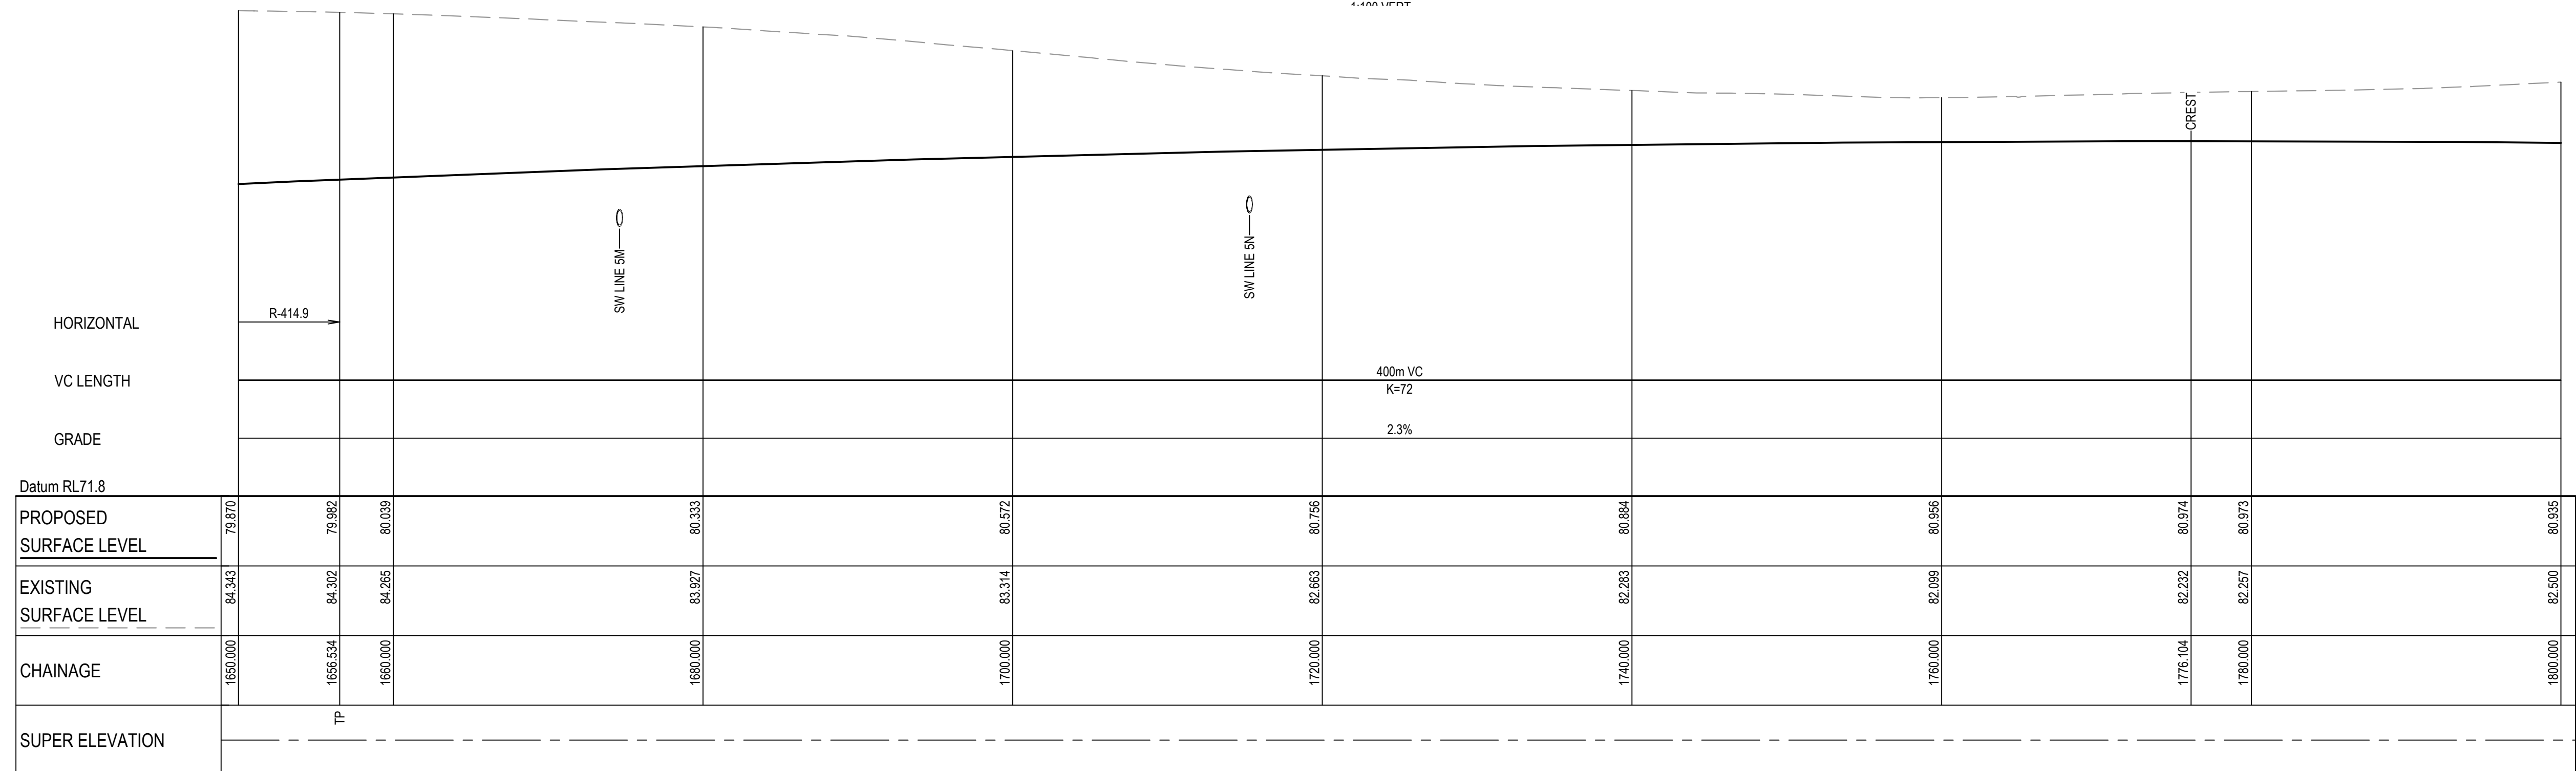 1:100 VERT
CREST
SW LINE 5M
SW LINE 5N
HORIZONTAL
R-414.9
VC LENGTH
400m VC
K=72
GRADE
2.3%
Datum RL71.8
PROPOSED
SURFACE LEVEL
79.870 79.982 80.039 80.333 80.572 80.756 80.884 80.956 80.974 80.973 80.935
EXISTING
SURFACE LEVEL
84.343 84.302 84.265 83.927 83.314 82.663 82.283 82.099 82.232 82.257 82.500
CHAINAGE
1650.000 1656.534 1660.000 1680.000 1700.000 1720.000 1740.000 1760.000 1776.104 1780.000 1800.000
TP
SUPER ELEVATION